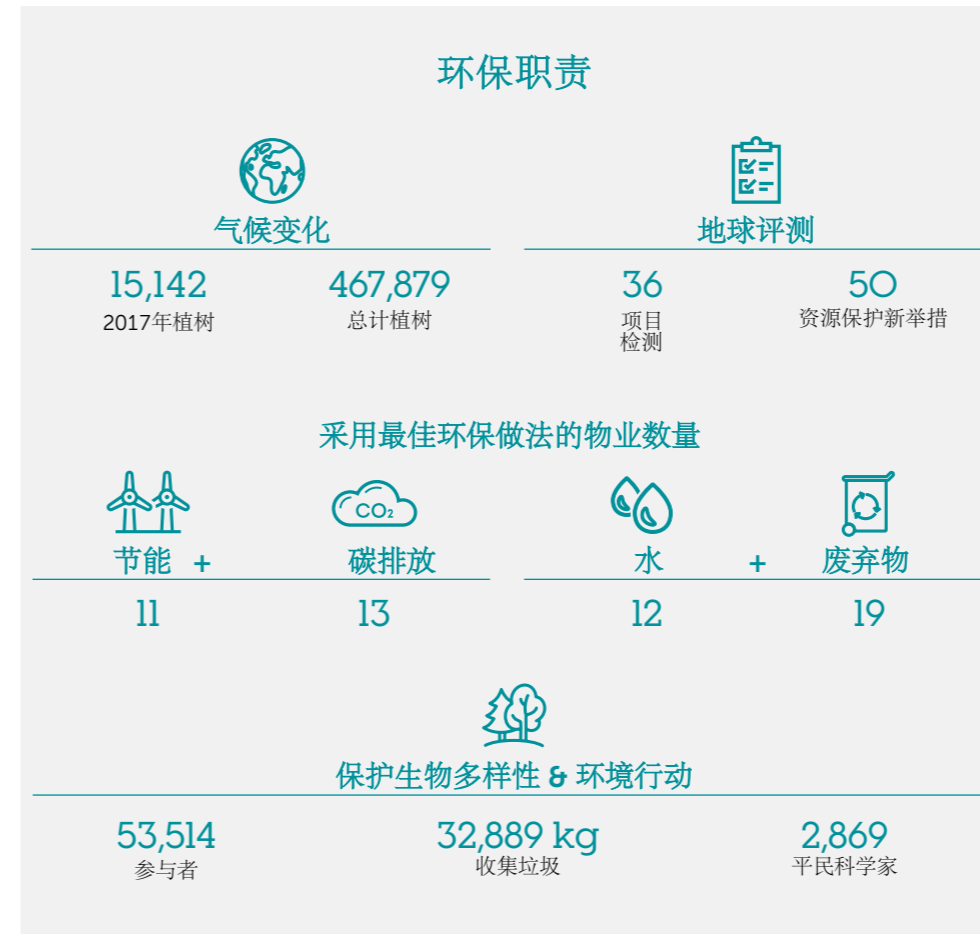 环保职责
气候变化
地球评测
15,142
467,879
36
50
2017年植树
总计植树
项目
检测
资源保护新举措
采用最佳环保做法的物业数量
CO₂
节能 +
碳排放
水 + 废弃物
11
13
12
19
保护生物多样性 & 环境行动
53,514
32,889 kg
2,869
参与者
收集垃圾
平民科学家